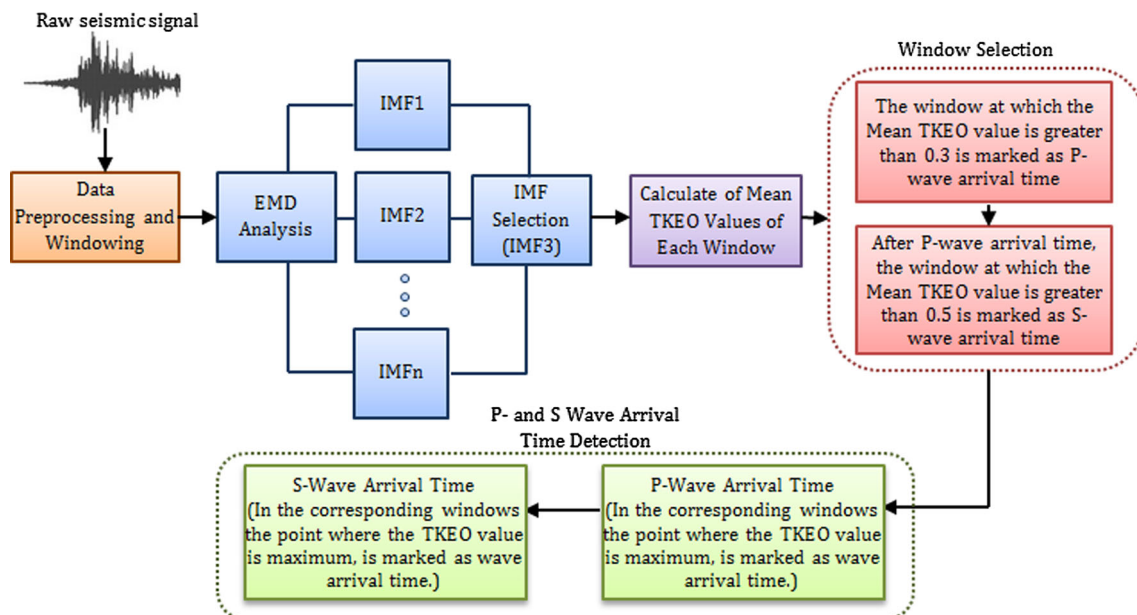 Raw seismic signal
Data
Preprocessing and
Windowing
EMD
Analysis
IMF1
IMF2
IMFn
IMF
Selection
(IMF3)
Calculate of Mean
TKEO Values of
Each Window
Window Selection
The window at which the
Mean TKEO value is greater
than 0.3 is marked as P-
wave arrival time
After P-wave arrival time,
the window at which the
Mean TKEO value is greater
than 0.5 is marked as S-
wave arrival time
P- and S Wave Arrival
Time Detection
P-Wave Arrival Time
(In the corresponding windows
the point where the TKEO value
is maximum, is marked as wave
arrival time.)
S-Wave Arrival Time
(In the corresponding windows
the point where the TKEO value
is maximum, is marked as wave
arrival time.)